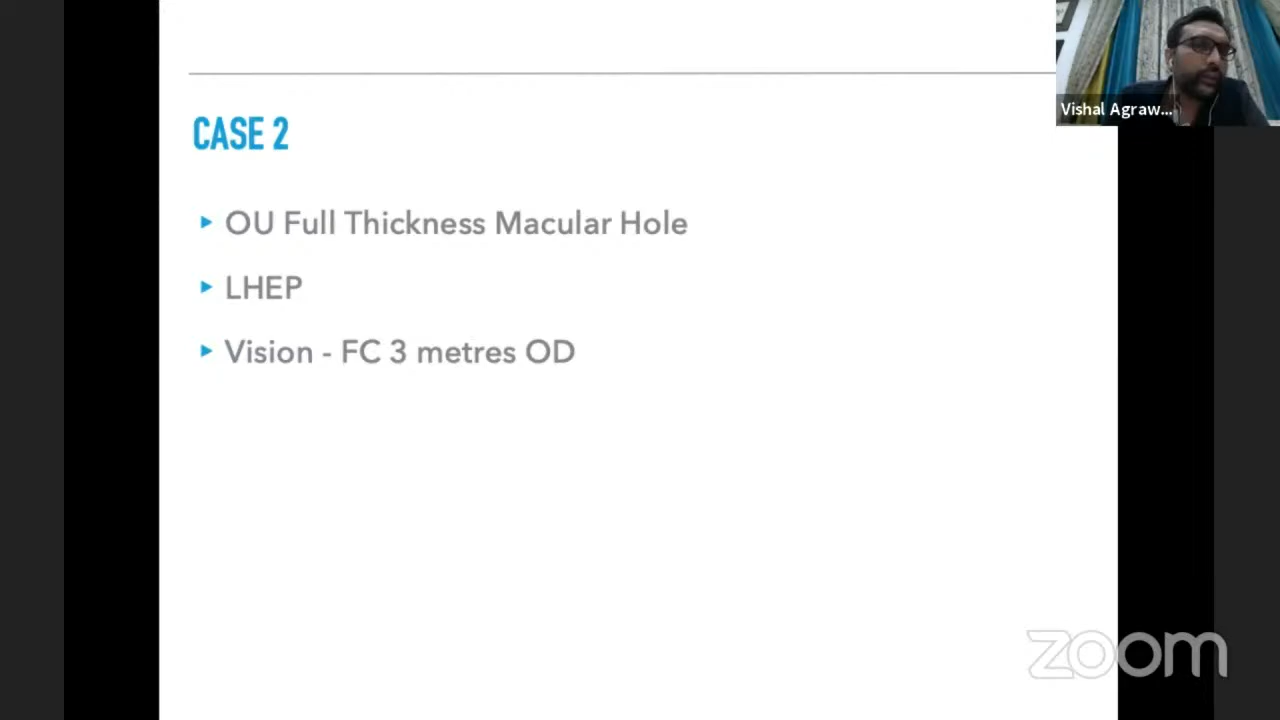 Vishal Agraw...
CASE 2
OU Full Thickness Macular Hole
LHEP
Vision - FC 3 metres OD
zoom